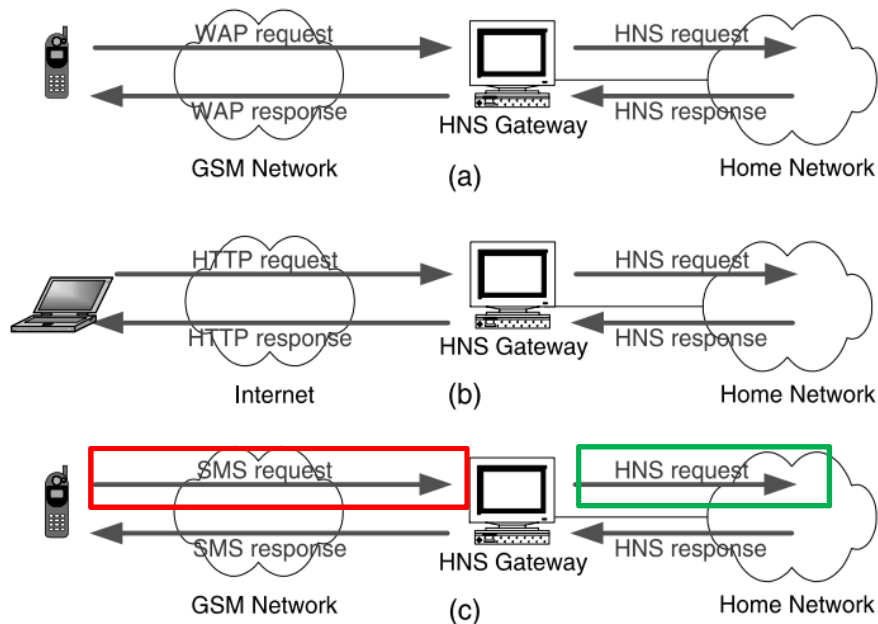 WAP request
HNS request
WAP response
HNS response
HNS Gateway
GSM Network
Home Network
(a)
HTTP request
HNS request
HTTP response
HNS response
HNS Gateway
Internet
Home Network
(b)
SMS request
HNS request
SMS response
HNS response
HNS Gateway
GSM Network
Home Network
(c)